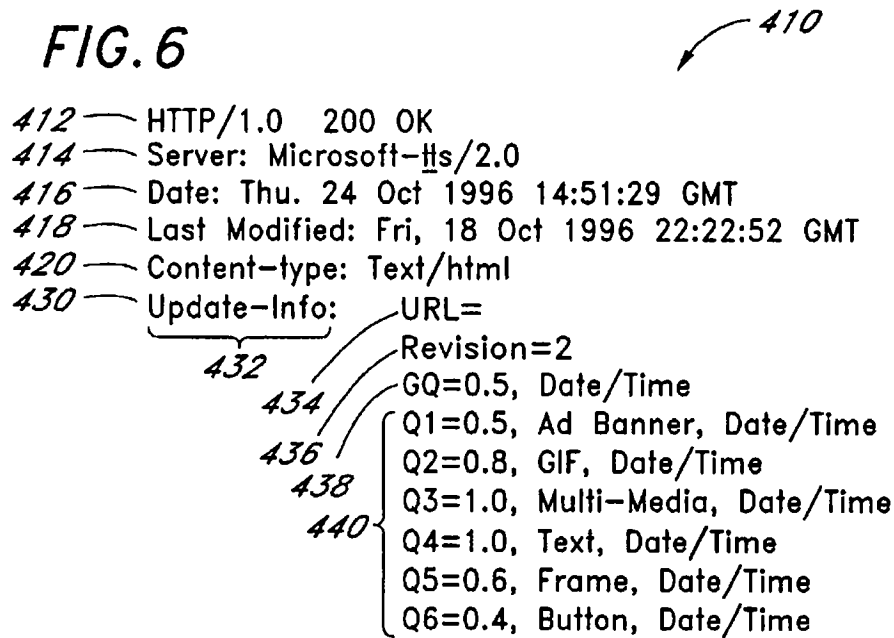 FIG. 6
410
412 HTTP/1.0 200 OK
414 Server: Microsoft-IIs/2.0
416 Date: Thu. 24 Oct 1996 14:51:29 GMT
418 Last Modified: Fri, 18 Oct 1996 22:22:52 GMT
420 Content-type: Text/html
430 Update-Info: URL=
432 Revision=2
434 GQ=0.5, Date/Time
Q1=0.5, Ad Banner, Date/Time
436 Q2=0.8, GIF, Date/Time
438 Q3=1.0, Multi-Media, Date/Time
440 Q4=1.0, Text, Date/Time
Q5=0.6, Frame, Date/Time
Q6=0.4, Button, Date/Time